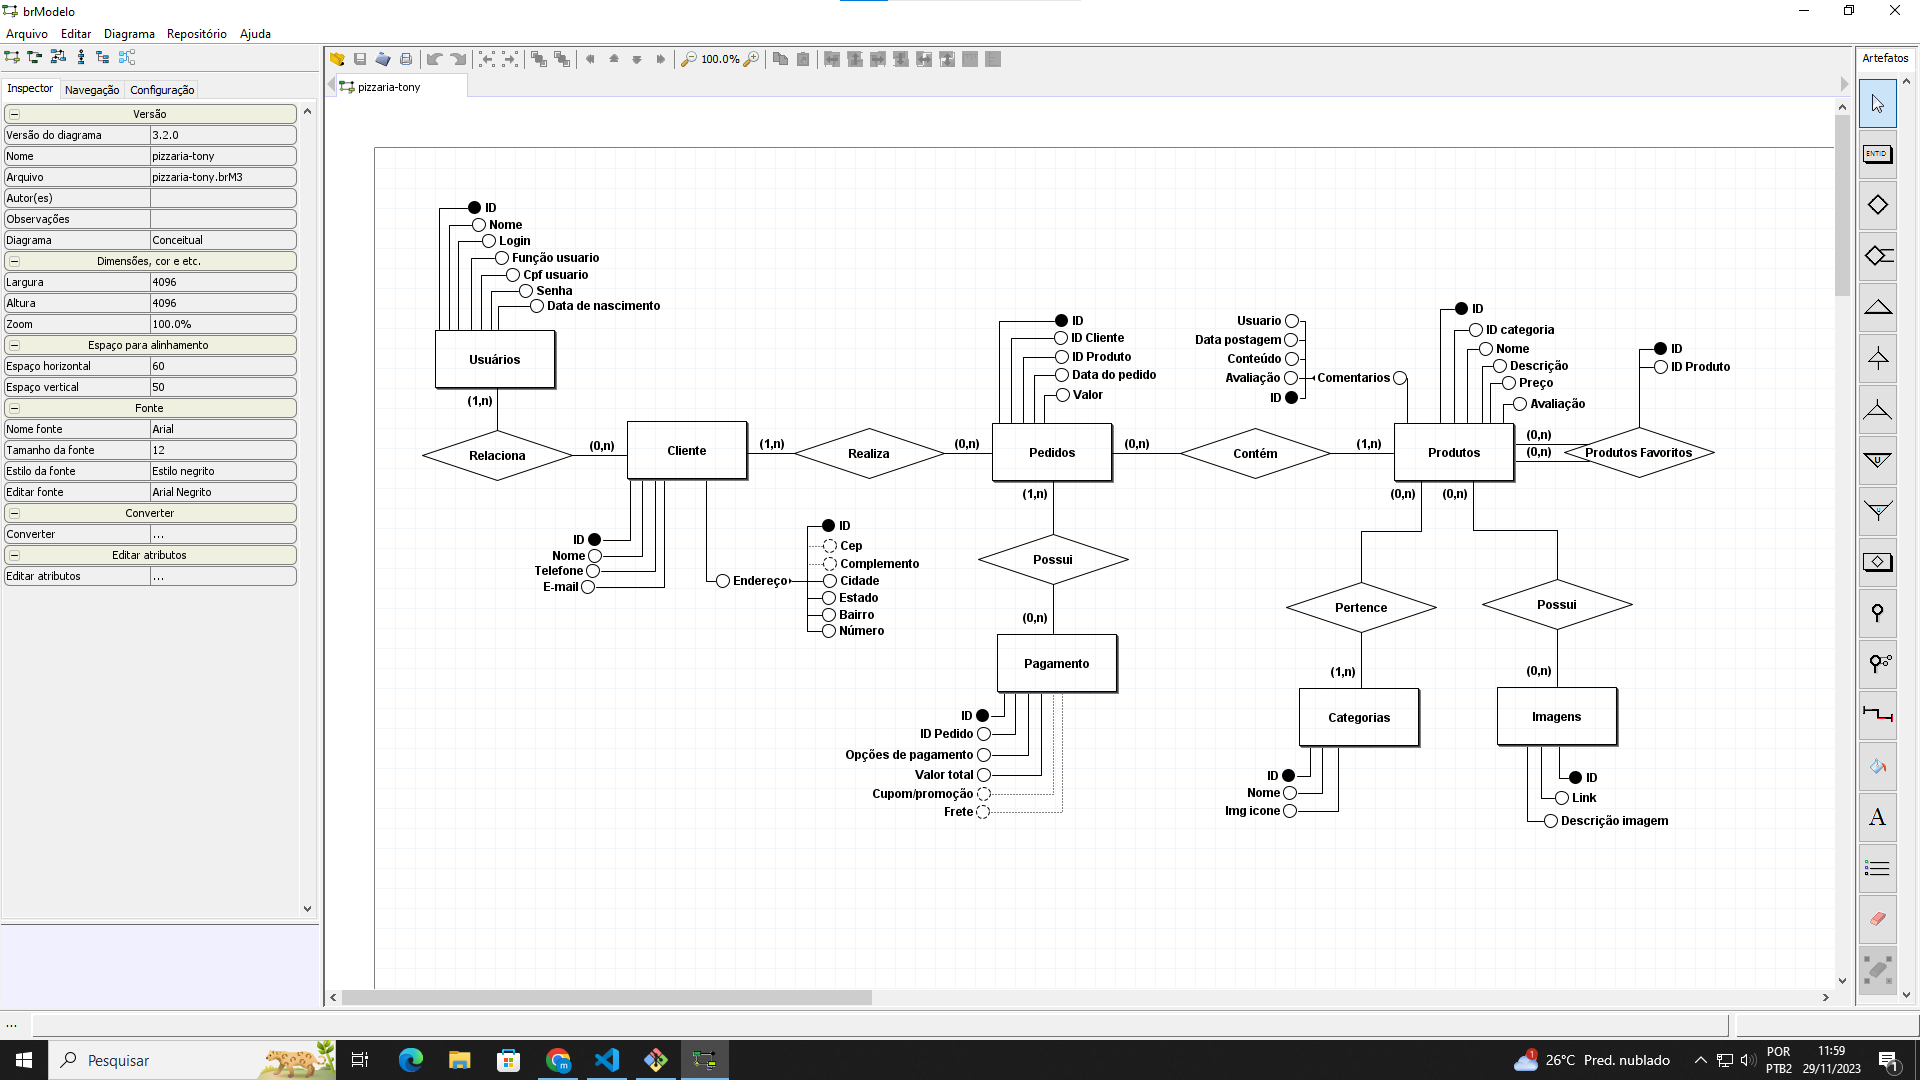 brModelo
Arquivo Editar Diagrama Repositório Ajuda
100.0%
Artefatos
Inspector Navegação Configuração
pizzaria-tony
Versão
Versão do diagrama 3.2.0
Nome pizzaria-tony
Arquivo pizzaria-tony.brM3
Autor(es)
Observações
Diagrama Conceitual
Dimensões, cor e etc.
Largura 4096
Altura 4096
Zoom 100.0%
Espaço para alinhamento
Espaço horizontal 60
Espaço vertical 50
Fonte
Nome fonte Arial
Tamanho da fonte 12
Estilo da fonte Estilo negrito
Editar fonte Arial Negrito
Converter
Converter ...
Editar atributos
Editar atributos ...
ID
Nome
Login
Função usuario
Cpf usuario
Senha
Data de nascimento
Usuários
(1,n)
Relaciona
(0,n)
Cliente
(1,n)
Realiza
(0,n)
ID
Nome
Telefone
E-mail
Endereço
ID
Cep
Complemento
Cidade
Estado
Bairro
Número
ID
ID Cliente
ID Produto
Data do pedido
Valor
Pedidos
(0,n)
Contém
(1,n)
(1,n)
Possui
(0,n)
Pagamento
ID
ID Pedido
Opções de pagamento
Valor total
Cupom/promoção
Frete
Usuario
Data postagem
Conteúdo
Avaliação
ID
Comentarios
ID
ID categoria
Nome
Descrição
Preço
Avaliação
Produtos
(0,n)
(0,n)
Produtos Favoritos
ID
ID Produto
(0,n)
(0,n)
Pertence
(1,n)
Categorias
ID
Nome
Img icone
Possui
(0,n)
Imagens
ID
Link
Descrição imagem
ENTID
U
U
A
...
Pesquisar
m
1
26°C Pred. nublado
POR
PTB2
11:59
29/11/2023
1